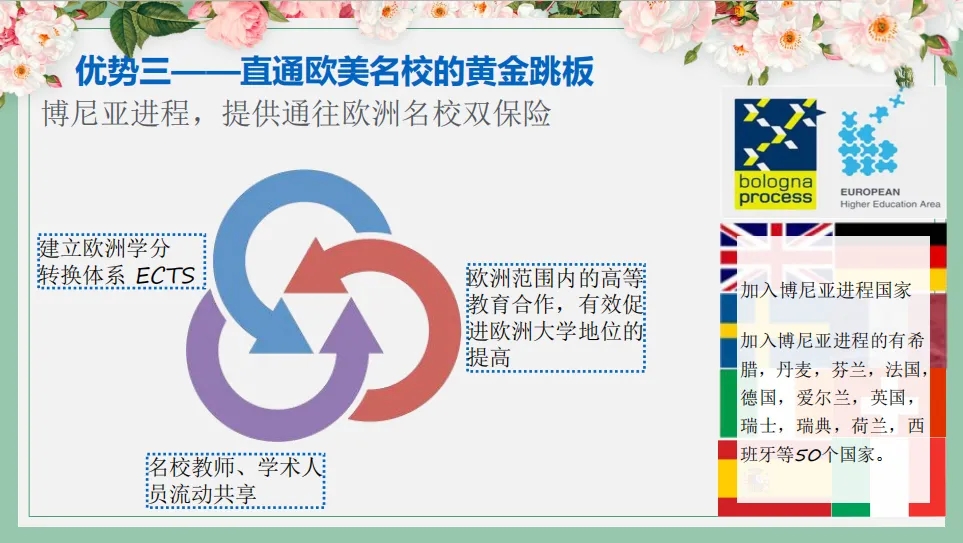 优势三——直通欧美名校的黄金跳板
博尼亚进程，提供通往欧洲名校双保险
bologna
process
EUROPEAN
Higher Education Area
建立欧洲学分
转换体系 ECTS
欧洲范围内的高等
教育合作，有效促
进欧洲大学地位的
提高
名校教师、学术人
员流动共享
加入博尼亚进程国家
加入博尼亚进程的有希
腊，丹麦，芬兰，法国，
德国，爱尔兰，英国，
瑞士，瑞典，荷兰，西
班牙等50个国家。